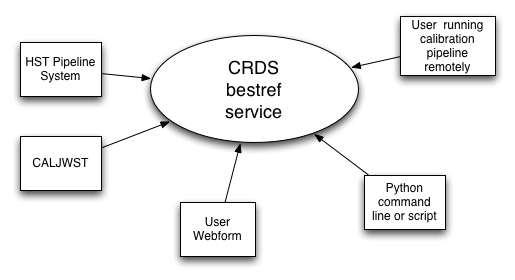 HST Pipeline
System
CRDS
bestref
service
User  running
calibration
pipeline
remotely
CALJWST
User
Webform
Python
command
line or script